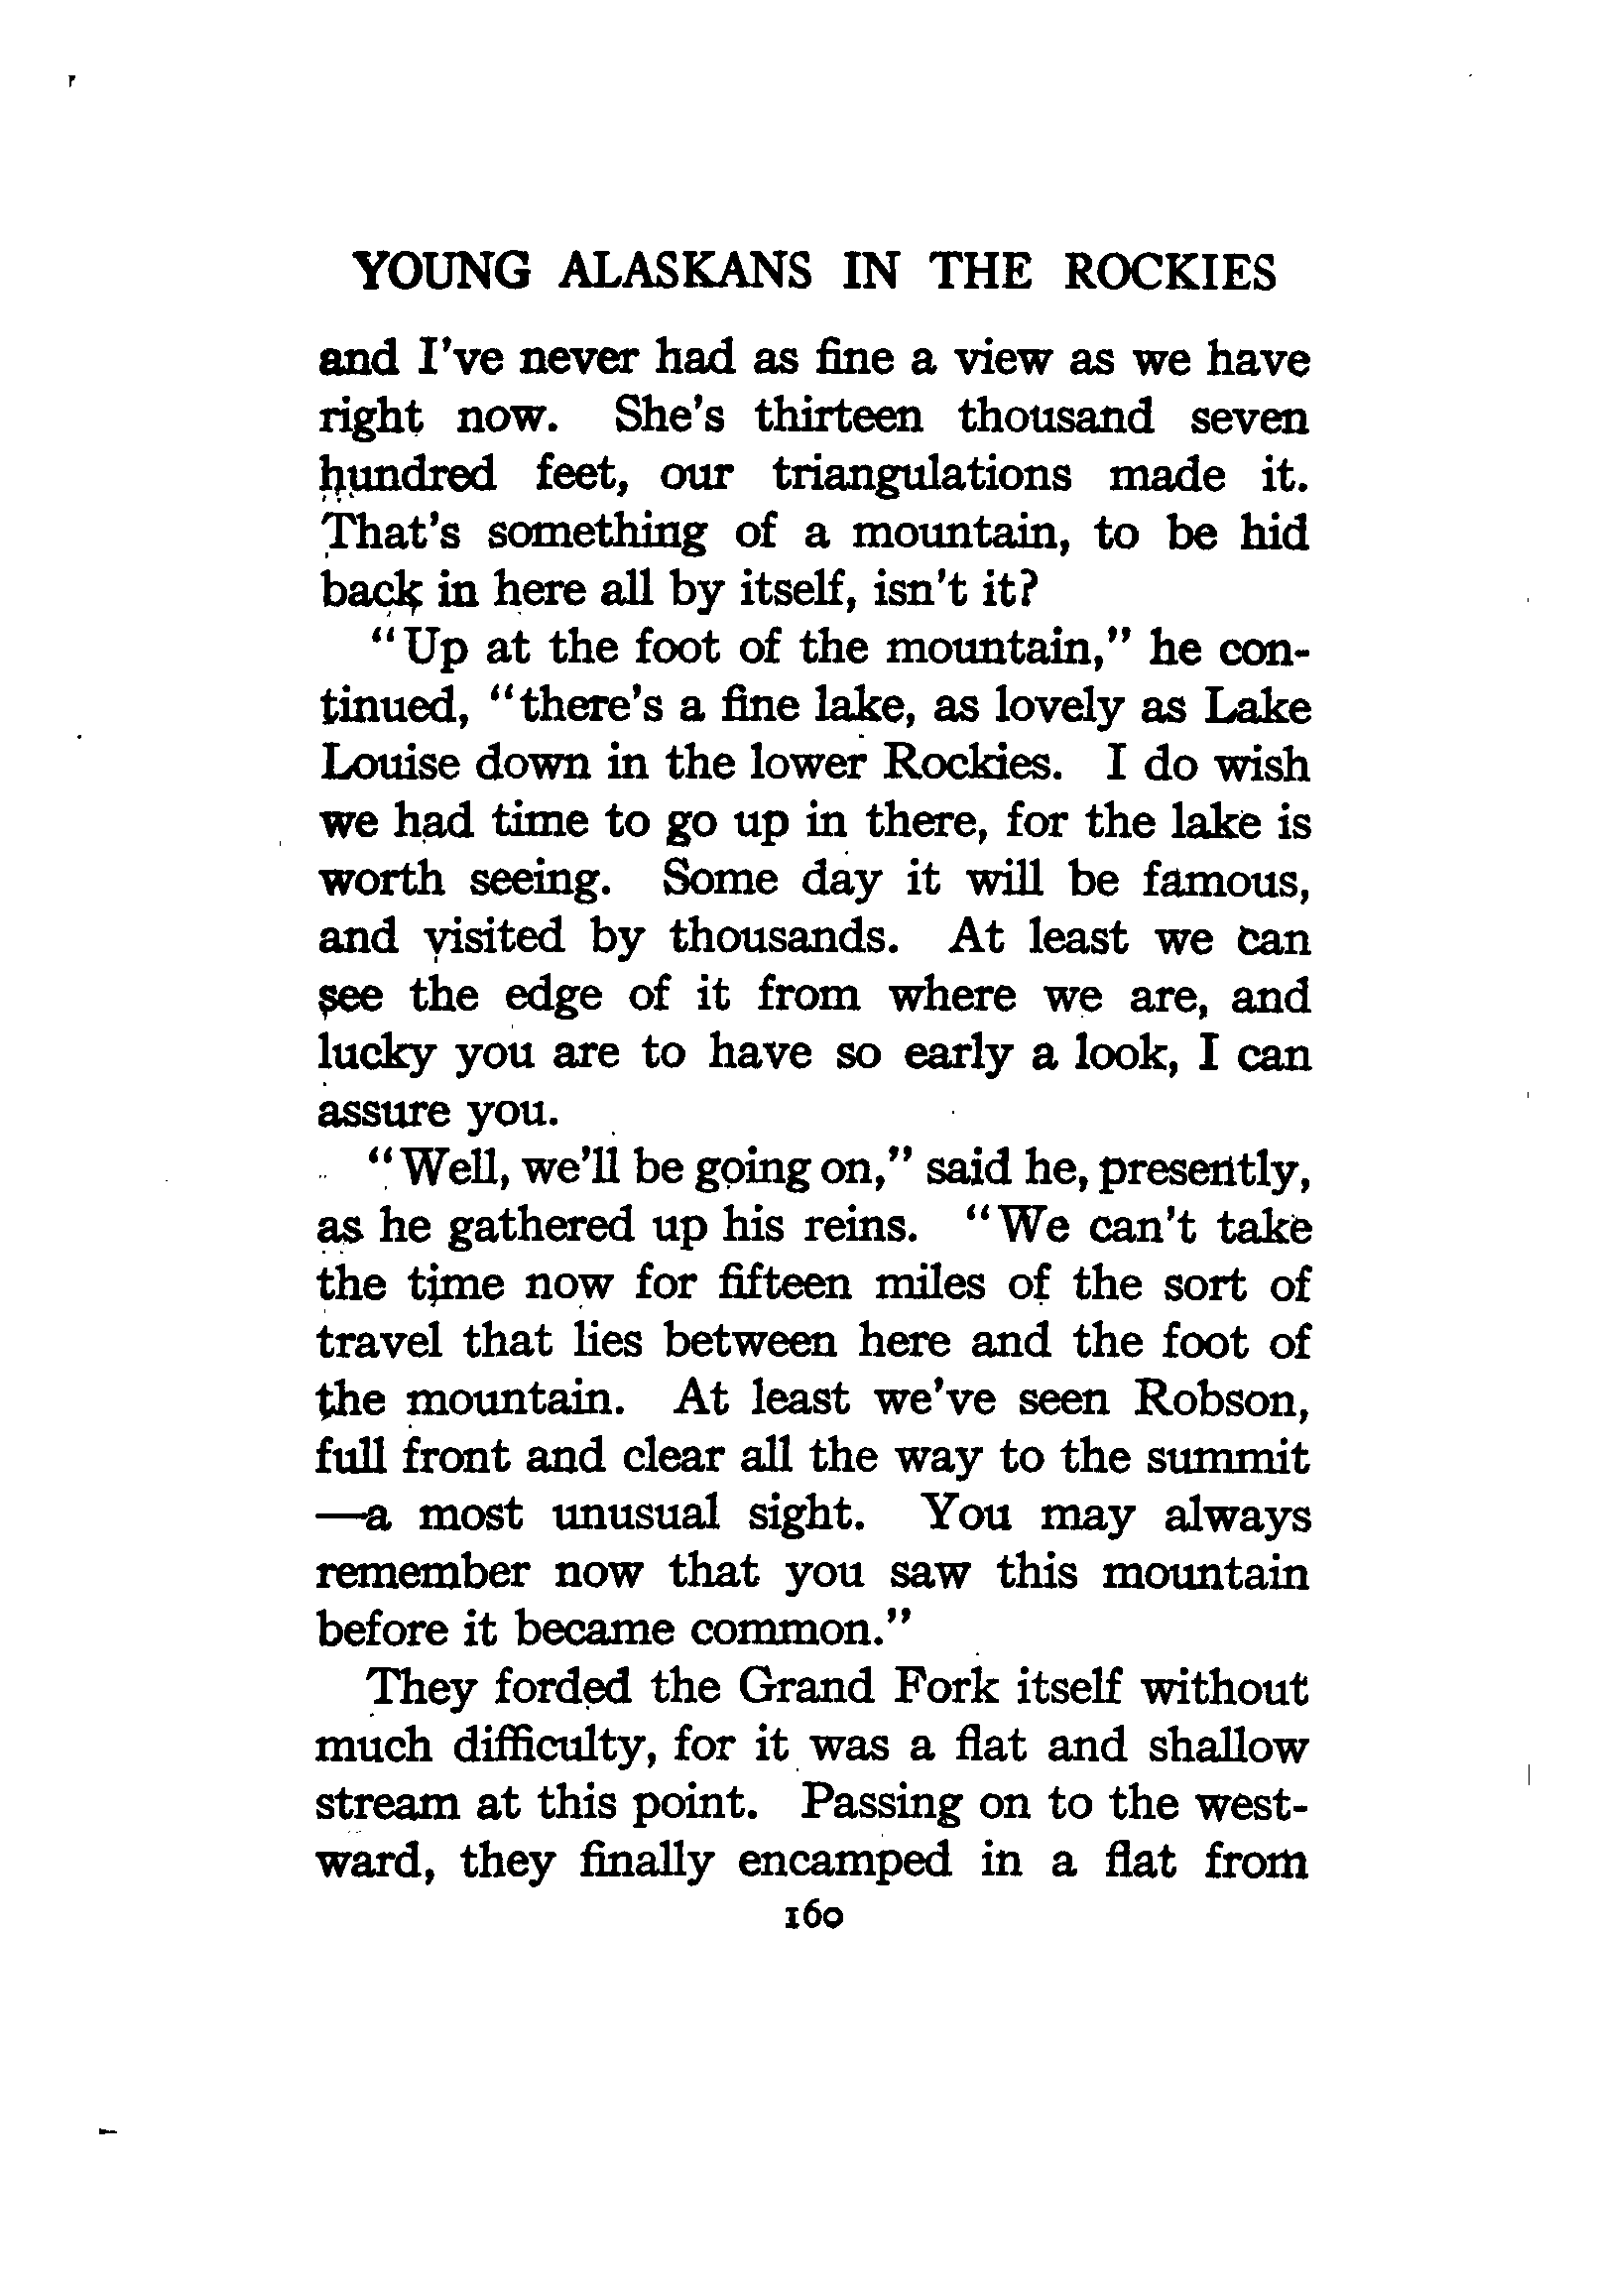 YOUNG ALASKANS IN THE ROCKIES
and I've never had as fine a view as we have
right now. She's thirteen thousand seven
hundred feet, our triangulations made it.
That's something of a mountain, to be hid
back in here all by itself, isn't it?
"Up at the foot of the mountain," he con-
tinued, "there's a fine lake, as lovely as Lake
Louise down in the lower Rockies. I do wish
we had time to go up in there, for the lake is
worth seeing. Some day it will be famous,
and visited by thousands. At least we can
see the edge of it from where we are, and
lucky you are to have so early a look, I can
assure you.
"Well, we'll be going on," said he, presently,
as he gathered up his reins. "We can't take
the time now for fifteen miles of the sort of
travel that lies between here and the foot of
the mountain. At least we've seen Robson,
full front and clear all the way to the summit
—a most unusual sight. You may always
remember now that you saw this mountain
before it became common."
They forded the Grand Fork itself without
much difficulty, for it was a flat and shallow
stream at this point. Passing on to the west-
ward, they finally encamped in a flat from
160